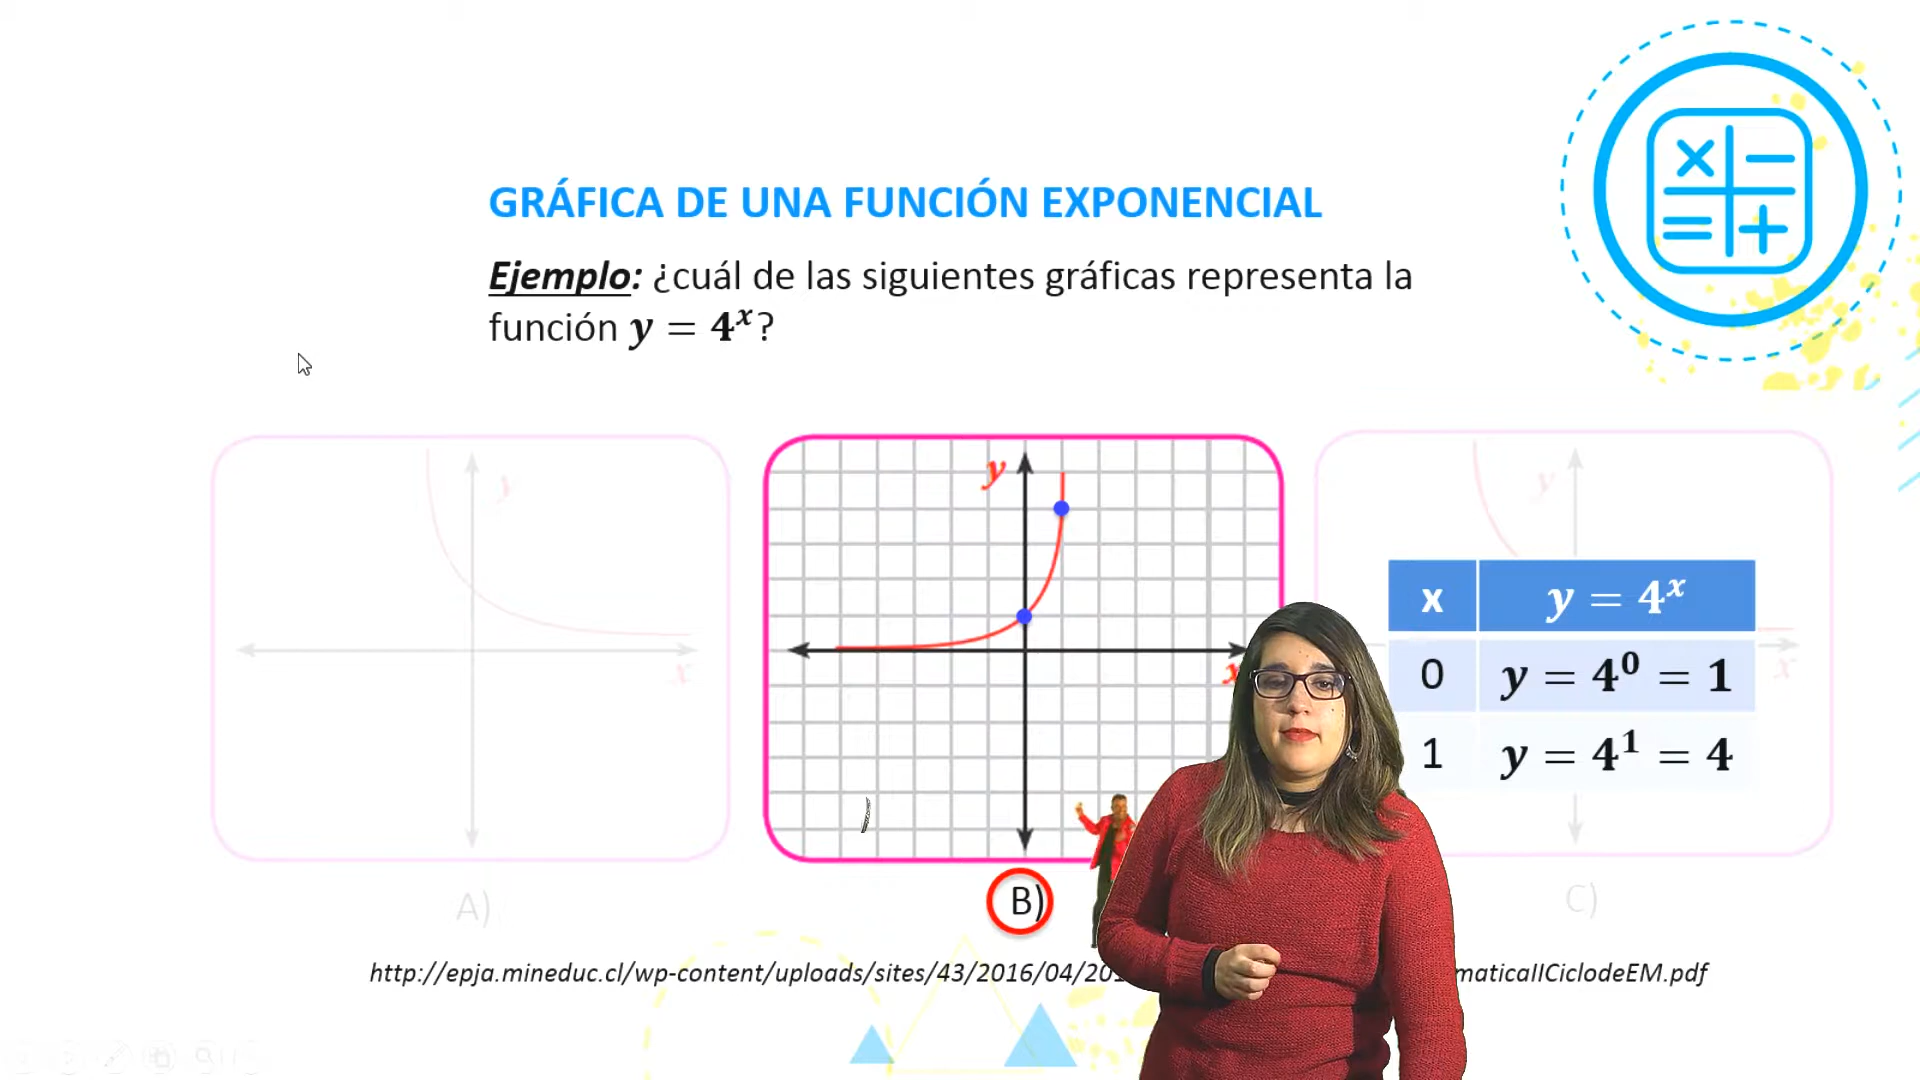 GRÁFICA DE UNA FUNCIÓN EXPONENCIAL
Ejemplo: ¿cuál de las siguientes gráficas representa la
función y = 4ˣ?
y
x
A)
y
x
B)
y
x
C)
x y = 4ˣ
0 y = 4⁰ = 1
1 y = 4¹ = 4
http://epja.mineduc.cl/wp-content/uploads/sites/43/2016/04/201 maticaIICiclodeEM.pdf